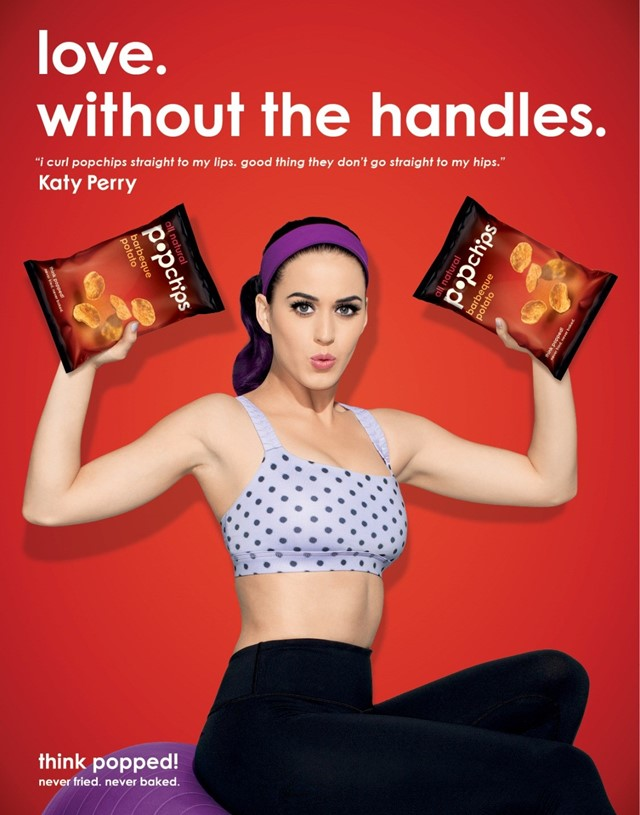 love.
without the handles.
“i curl popchips straight to my lips. good thing they don't go straight to my hips.”
Katy Perry
all natural
popchips
barbeque
potato
all natural
popchips
barbeque
potato
think popped!
never fried. never baked.